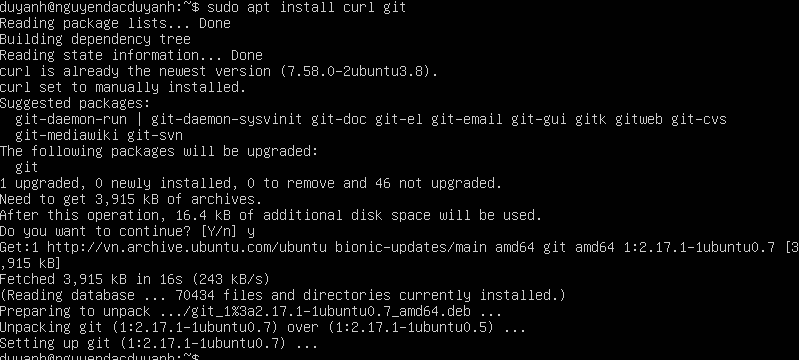 duyanh@nguyendacduyanh:~$ sudo apt install curl git
Reading package lists... Done
Building dependency tree
Reading state information... Done
curl is already the newest version (7.58.0-2ubuntu3.8).
curl set to manually installed.
Suggested packages:
  git-daemon-run | git-daemon-sysvinit git-doc git-el git-email git-gui gitk gitweb git-cvs
  git-mediawiki git-svn
The following packages will be upgraded:
  git
1 upgraded, 0 newly installed, 0 to remove and 46 not upgraded.
Need to get 3,915 kB of archives.
After this operation, 16.4 kB of additional disk space will be used.
Do you want to continue? [Y/n] y
Get:1 http://vn.archive.ubuntu.com/ubuntu bionic-updates/main amd64 git amd64 1:2.17.1-1ubuntu0.7 [3
,915 kB]
Fetched 3,915 kB in 16s (243 kB/s)
(Reading database ... 70434 files and directories currently installed.)
Preparing to unpack .../git_1%3a2.17.1-1ubuntu0.7_amd64.deb ...
Unpacking git (1:2.17.1-1ubuntu0.7) over (1:2.17.1-1ubuntu0.5) ...
Setting up git (1:2.17.1-1ubuntu0.7) ...
duyanh@nguyendacduyanh:~$